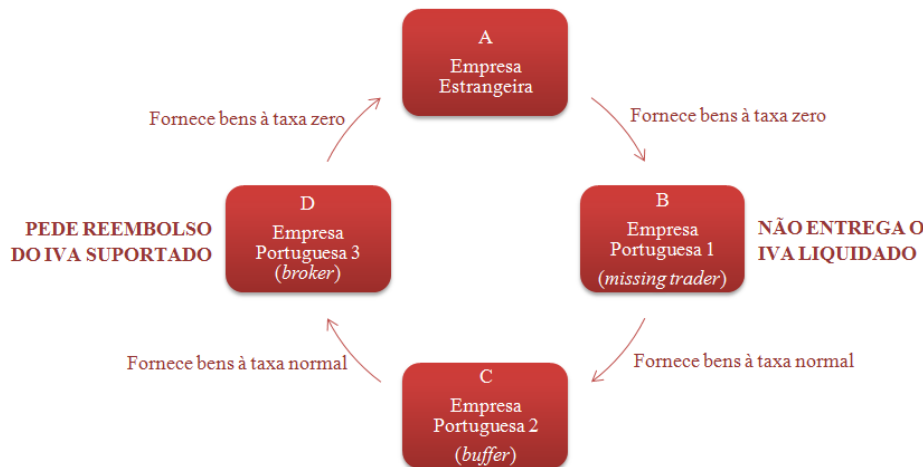 A
Empresa
Estrangeira
Fornece bens à taxa zero
Fornece bens à taxa zero
B
Empresa
Portuguesa 1
(missing trader)
NÃO ENTREGA O
IVA LIQUIDADO
Fornece bens à taxa normal
C
Empresa
Portuguesa 2
(buffer)
Fornece bens à taxa normal
D
Empresa
Portuguesa 3
(broker)
PEDE REEMBOLSO
DO IVA SUPORTADO